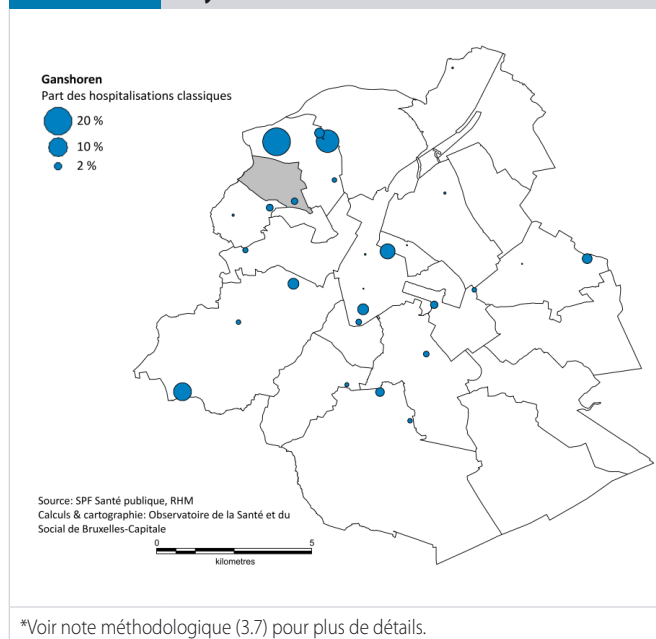 Ganshoren
Part des hospitalisations classiques
20 %
10 %
2 %
Source: SPF Santé publique, RHM
Calculs & cartographie: Observatoire de la Santé et du
Social de Bruxelles-Capitale
0 5
kilometres
*Voir note méthodologique (3.7) pour plus de détails.